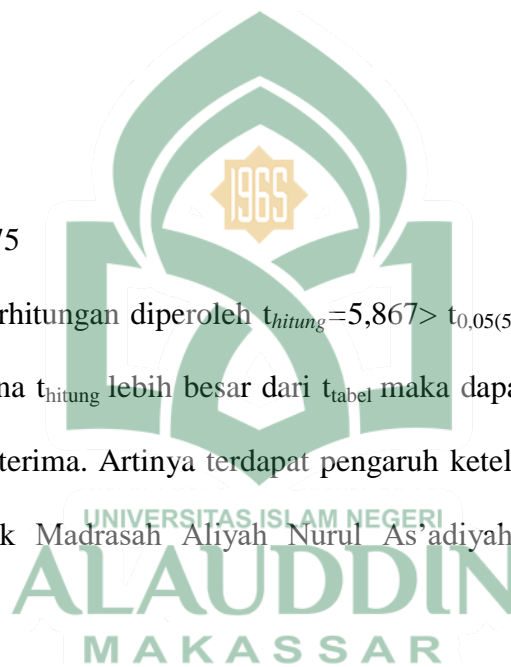 1965
75
rhitungan diperoleh thitung=5,867> t0,05(5
na thitung lebih besar dari ttabel maka dapa
terima. Artinya terdapat pengaruh ketel
UNIVERSITAS ISLAM NEGERI
k Madrasah Aliyah Nurul As’adiyah
ALAUDDIN
MAKASSAR